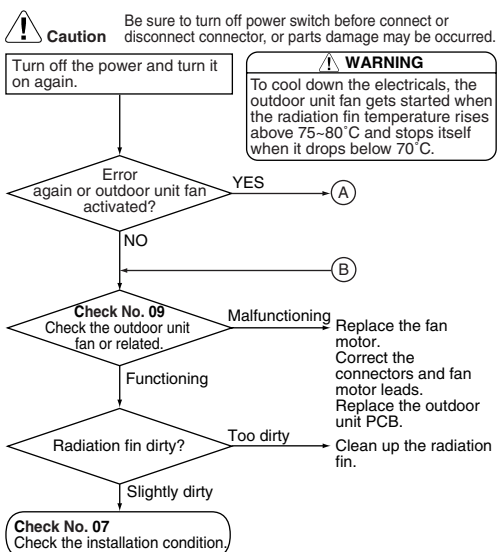 Caution
Be sure to turn off power switch before connect or
disconnect connector, or parts damage may be occurred.
Turn off the power and turn it
on again.
WARNING
To cool down the electricals, the
outdoor unit fan gets started when
the radiation fin temperature rises
above 75~80˚C and stops itself
when it drops below 70˚C.
Error
again or outdoor unit fan
activated?
YES
A
NO
B
Check No. 09
Check the outdoor unit
fan or related.
Malfunctioning
Replace the fan
motor.
Correct the
connectors and fan
motor leads.
Replace the outdoor
unit PCB.
Functioning
Radiation fin dirty?
Too dirty
Clean up the radiation
fin.
Slightly dirty
Check No. 07
Check the installation condition.